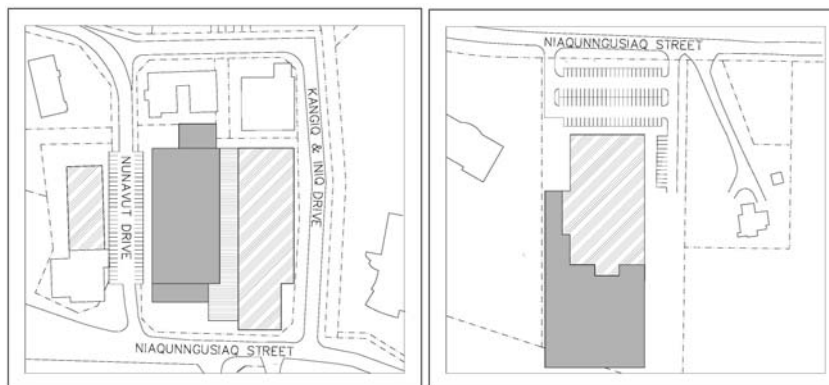 NUNAVUT DRIVE
KANGIQ & INIQ DRIVE
NIAQUNNGUSIAQ STREET
NIAQUNNGUSIAQ STREET